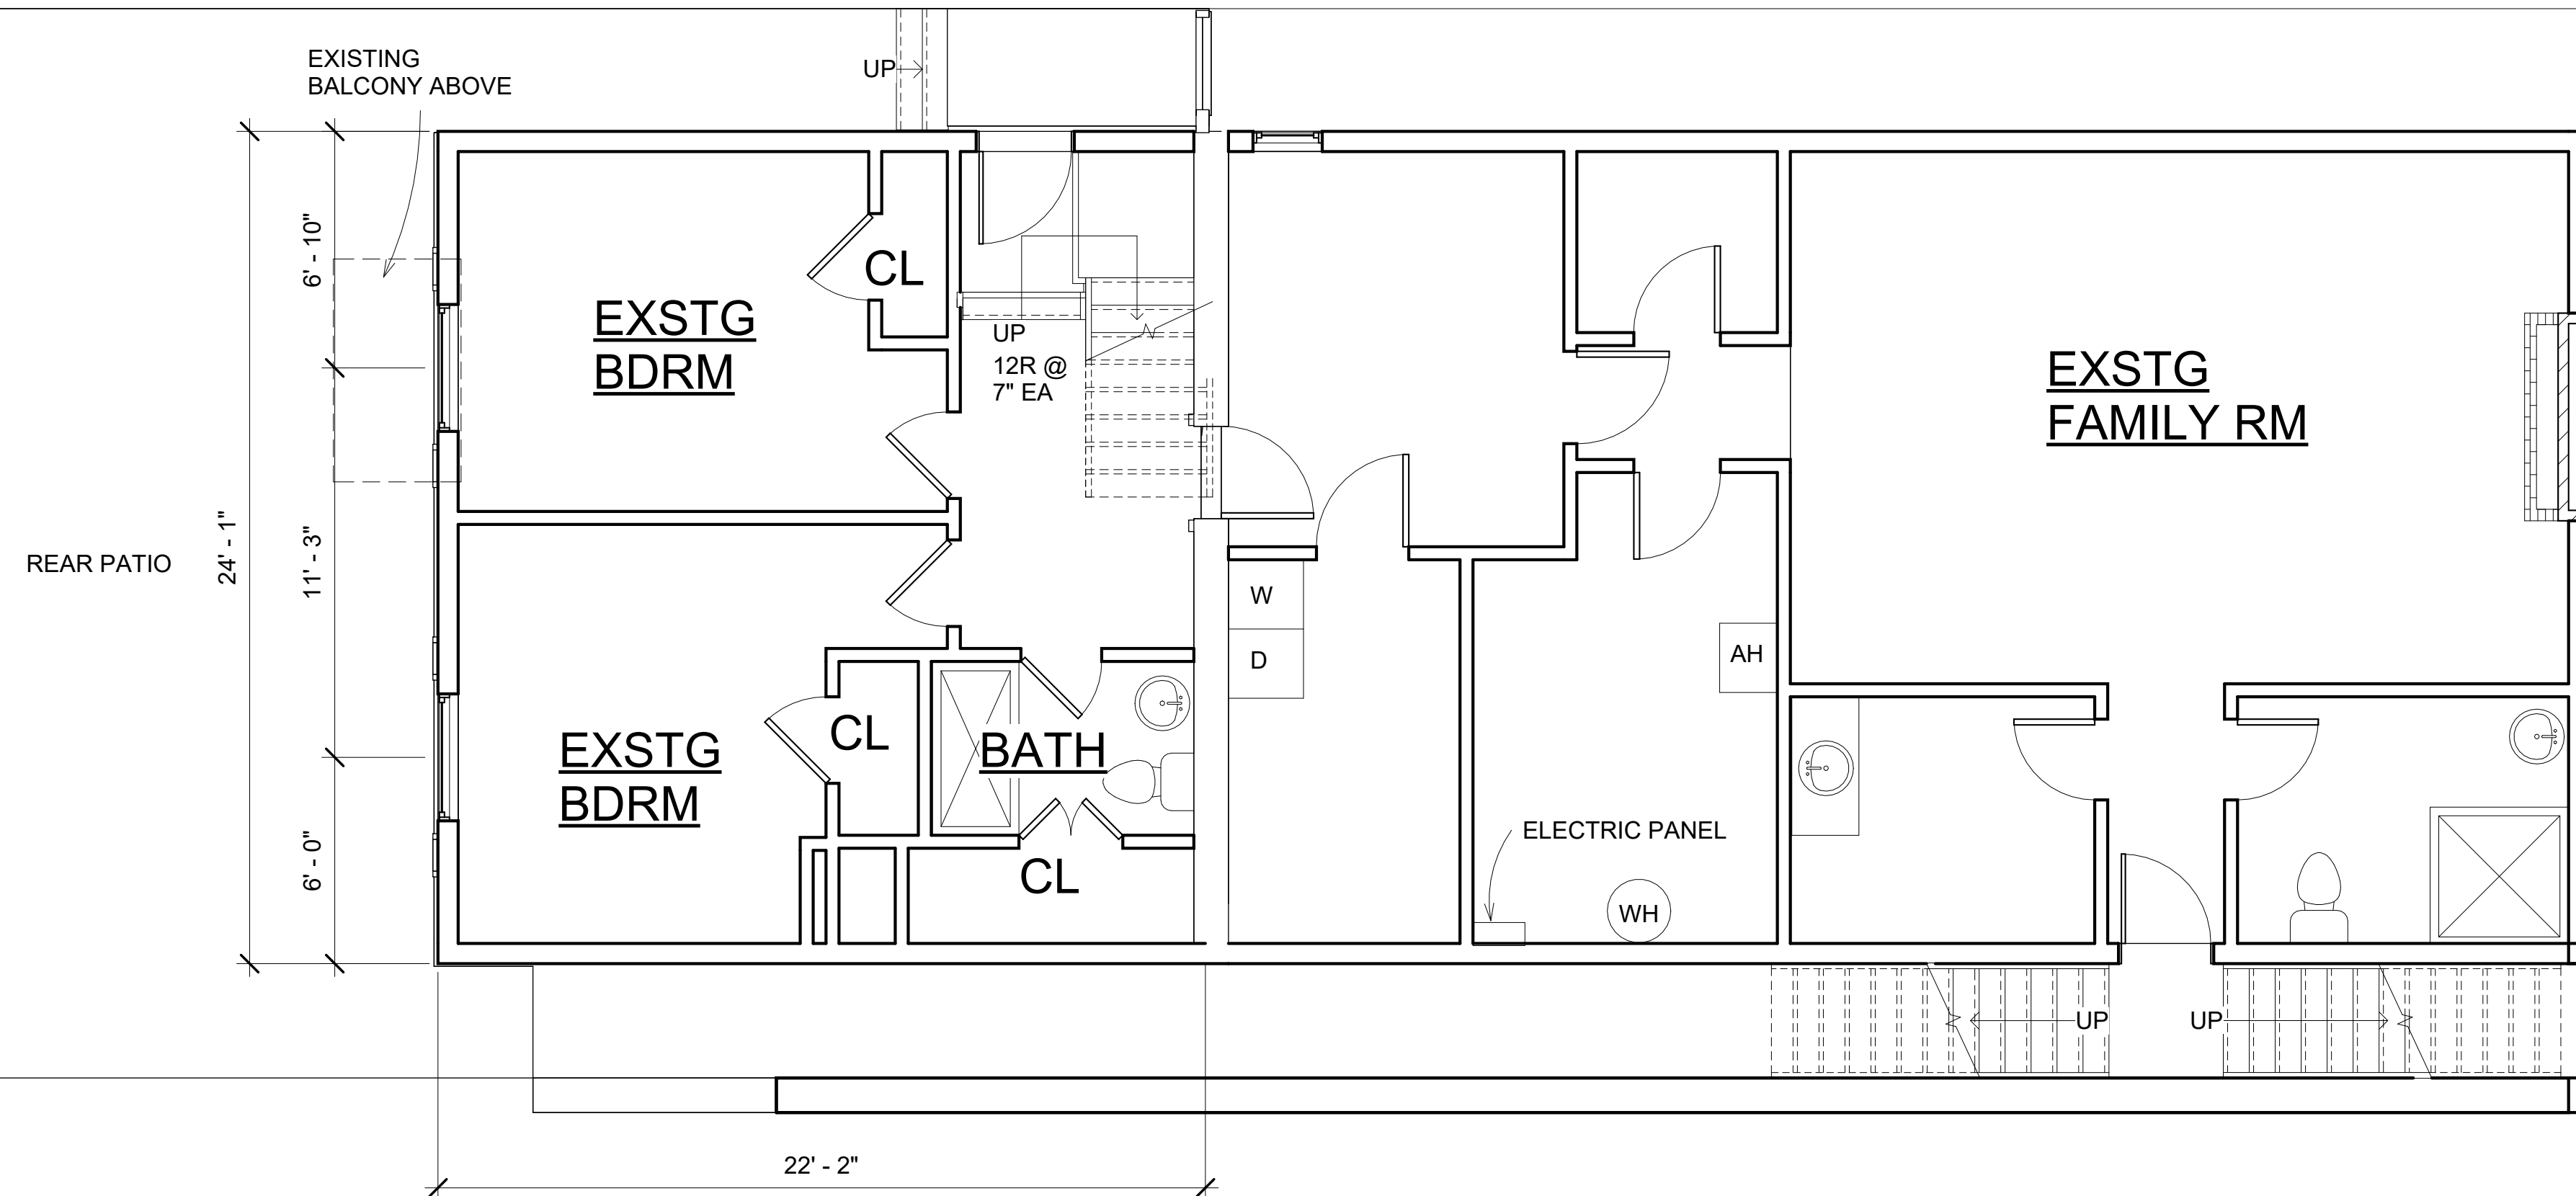 EXISTING
BALCONY ABOVE
UP
6' - 10"
24' - 1"
11' - 3"
6' - 0"
REAR PATIO
EXSTG
BDRM
CL
UP
12R @
7" EA
EXSTG
FAMILY RM
W
D
AH
EXSTG
BDRM
CL
BATH
CL
ELECTRIC PANEL
WH
UP
UP
22' - 2"